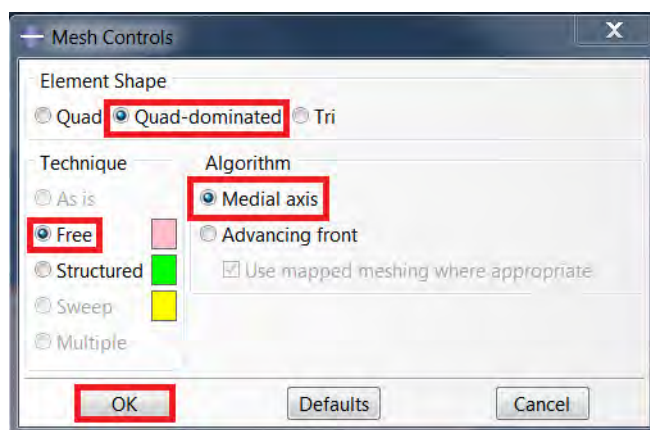 Mesh Controls
X
Element Shape
Quad Quad-dominated Tri
Technique
As is
Free
Structured
Sweep
Multiple
Algorithm
Medial axis
Advancing front
Use mapped meshing where appropriate
OK Defaults Cancel